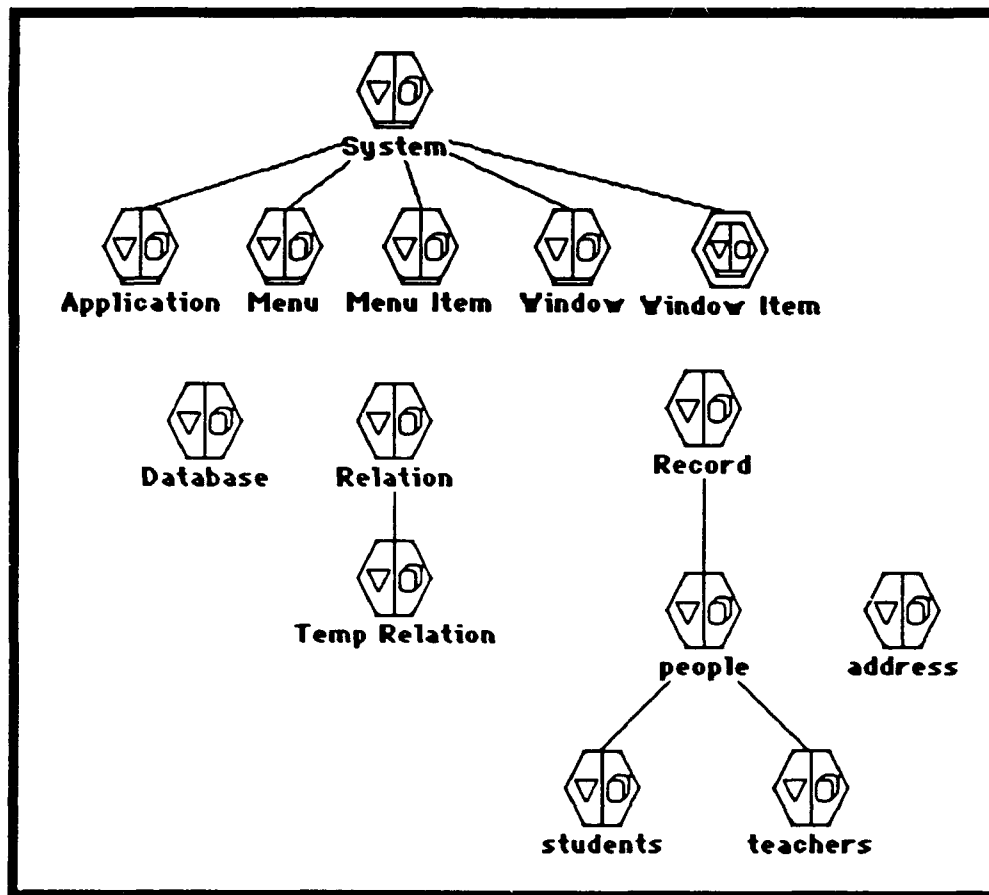 System
Application Menu Menu Item Window Window Item
Database Relation Record
Temp Relation
people address
students teachers